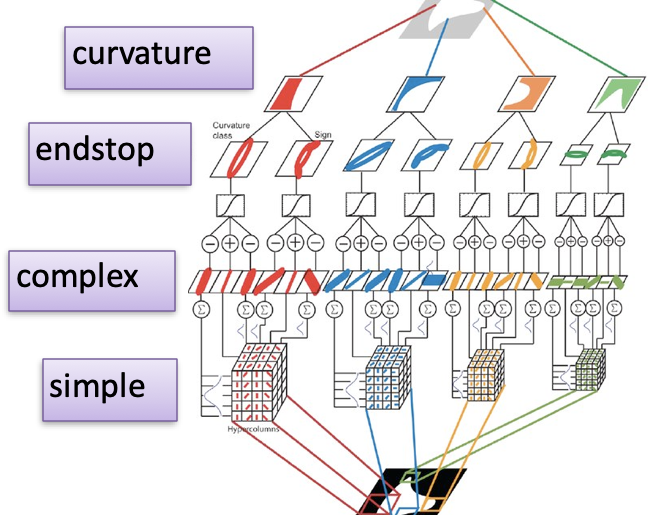 curvature
Curvature
class
Sign
endstop
− + − − + − − + − − + − − + − − + − − + − − + −
complex
Σ Σ Σ Σ Σ Σ Σ Σ Σ Σ Σ Σ Σ Σ Σ Σ
simple
Hypercolumns